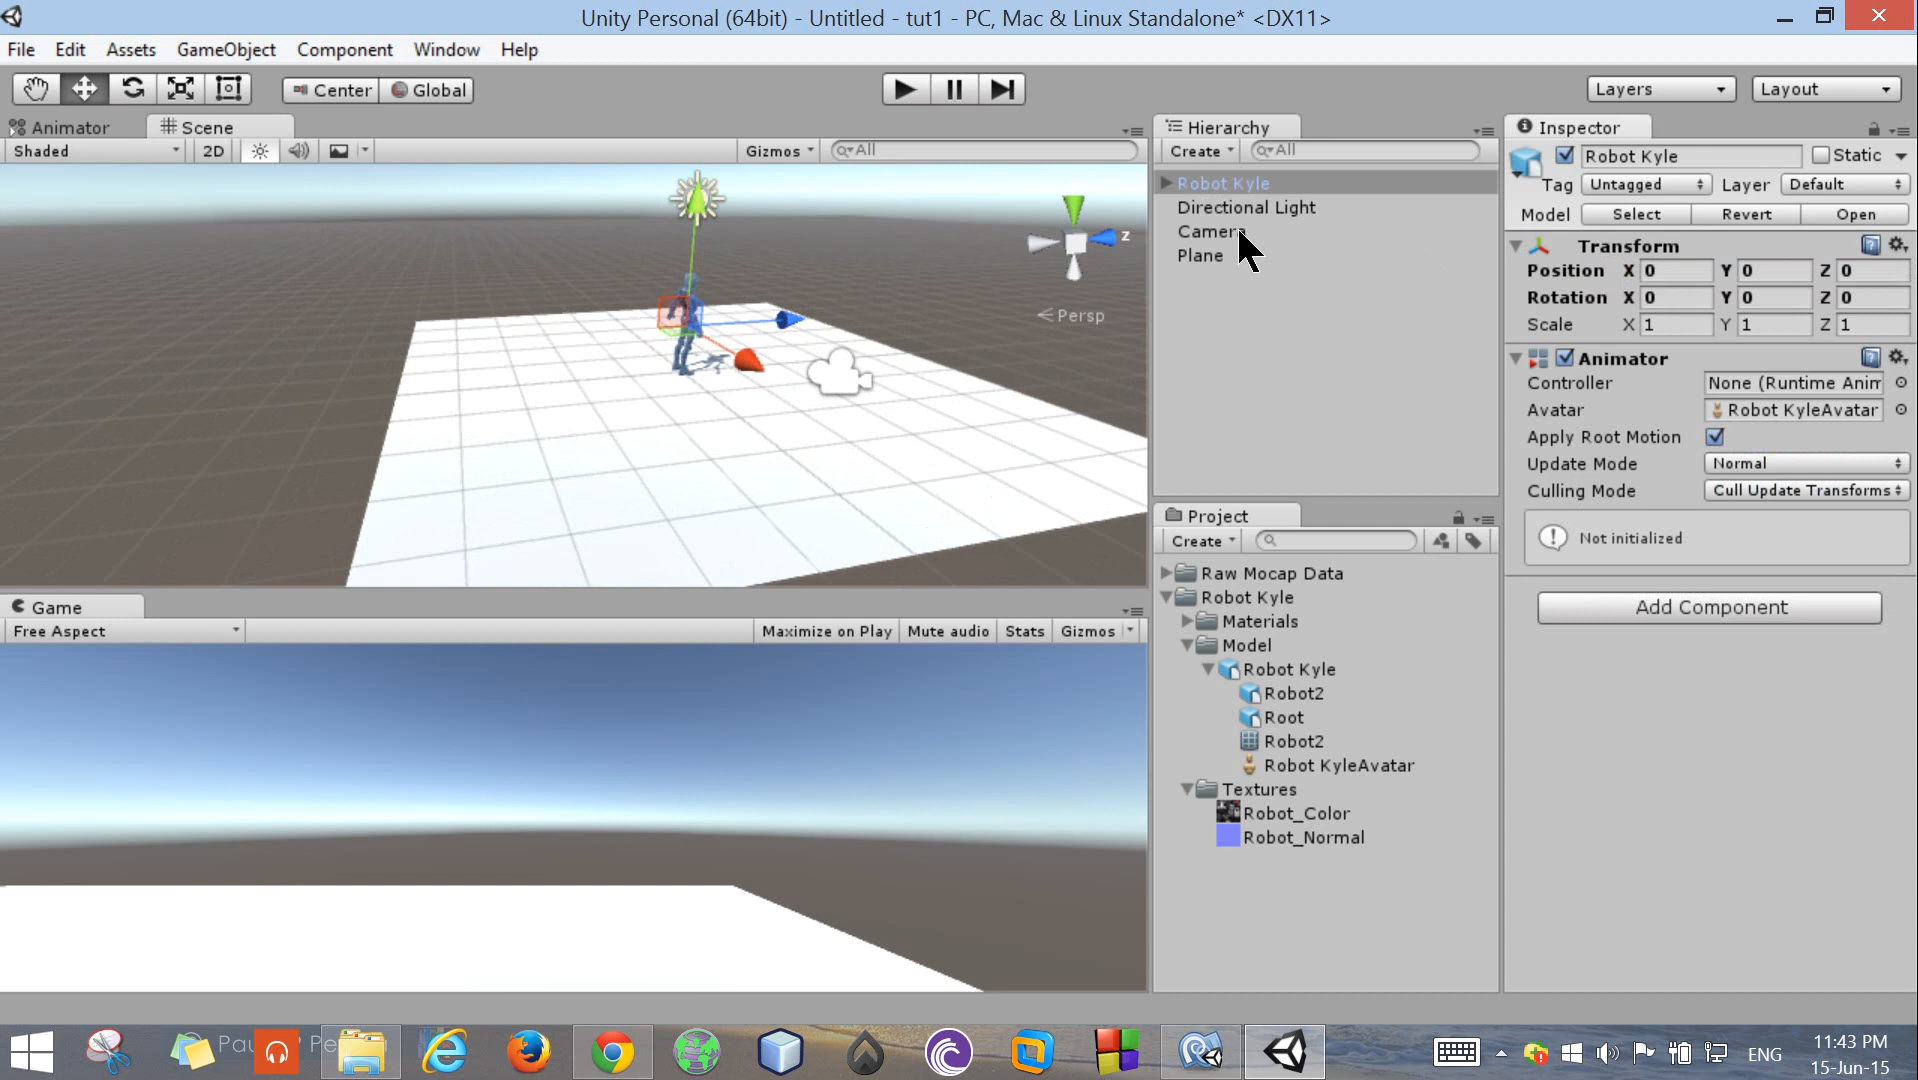 Unity Personal (64bit) - Untitled - tut1 - PC, Mac & Linux Standalone* <DX11>
File Edit Assets GameObject Component Window Help
Center Global Layers Layout
Animator Scene
Shaded 2D Gizmos All
z
Persp
Hierarchy
Create All
Robot Kyle
Directional Light
Camera
Plane
Inspector
Robot Kyle Static
Tag Untagged Layer Default
Model Select Revert Open
Transform
Position X 0 Y 0 Z 0
Rotation X 0 Y 0 Z 0
Scale X 1 Y 1 Z 1
Animator
Controller None (Runtime Anim
Avatar Robot KyleAvatar
Apply Root Motion
Update Mode Normal
Culling Mode Cull Update Transforms
Not initialized
Add Component
Project
Create
Raw Mocap Data
Robot Kyle
Materials
Model
Robot Kyle
Robot2
Root
Robot2
Robot KyleAvatar
Textures
Robot_Color
Robot_Normal
Game
Free Aspect Maximize on Play Mute audio Stats Gizmos
ENG
11:43 PM
15-Jun-15